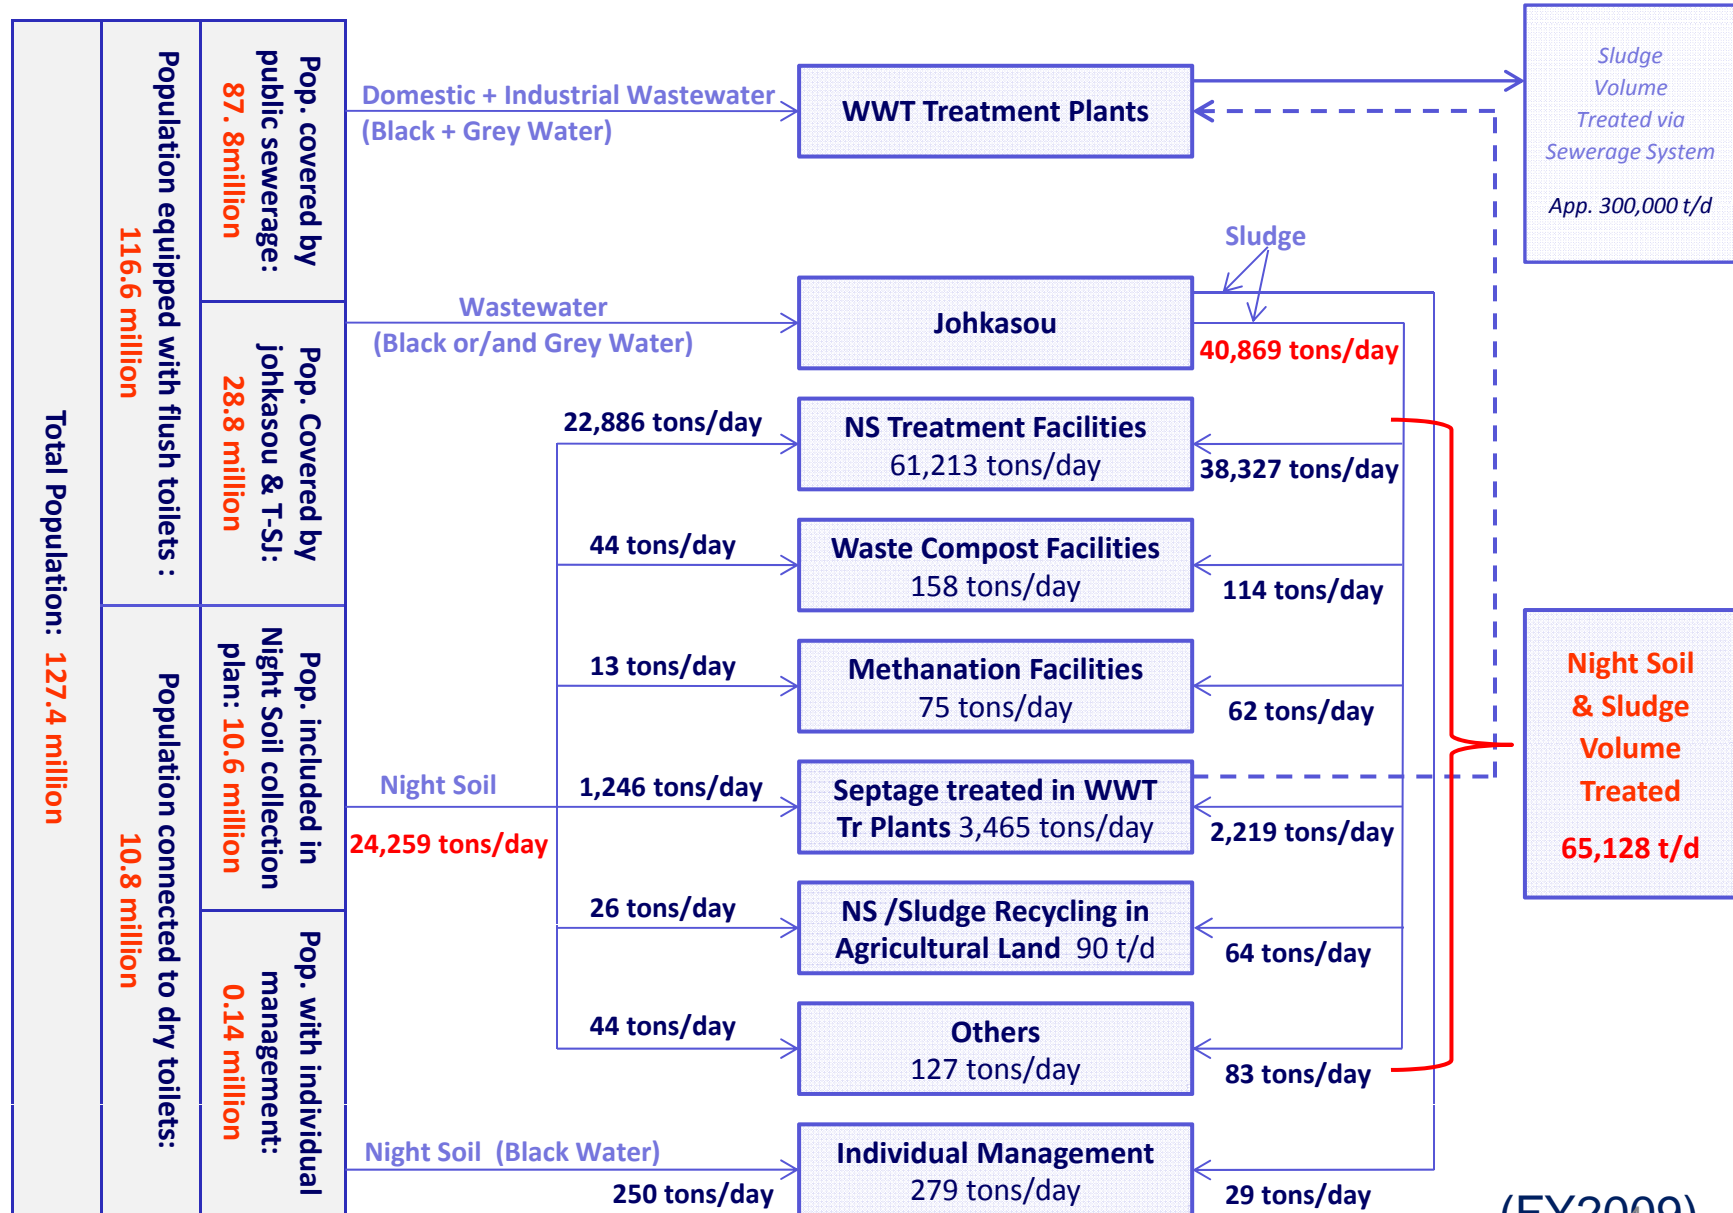 Total Population: 127.4 million
Population equipped with flush toilets :
116.6 million
Population connected to dry toilets:
10.8 million
Pop. covered by
public sewerage:
87. 8million
Pop. Covered by
johkasou & T-SJ:
28.8 million
Pop. included in
Night Soil collection
plan: 10.6 million
Pop. with individual
management:
0.14 million
Domestic + Industrial Wastewater
(Black + Grey Water)
WWT Treatment Plants
Sludge
Volume
Treated via
Sewerage System
App. 300,000 t/d
Wastewater
(Black or/and Grey Water)
Johkasou
Sludge
40,869 tons/day
22,886 tons/day
NS Treatment Facilities
61,213 tons/day
38,327 tons/day
44 tons/day
Waste Compost Facilities
158 tons/day
114 tons/day
13 tons/day
Methanation Facilities
75 tons/day
62 tons/day
Night Soil
24,259 tons/day
1,246 tons/day
Septage treated in WWT
Tr Plants 3,465 tons/day
2,219 tons/day
26 tons/day
NS /Sludge Recycling in
Agricultural Land 90 t/d
64 tons/day
44 tons/day
Others
127 tons/day
83 tons/day
Night Soil
& Sludge
Volume
Treated
65,128 t/d
Night Soil (Black Water)
250 tons/day
Individual Management
279 tons/day
29 tons/day
(FY2009)